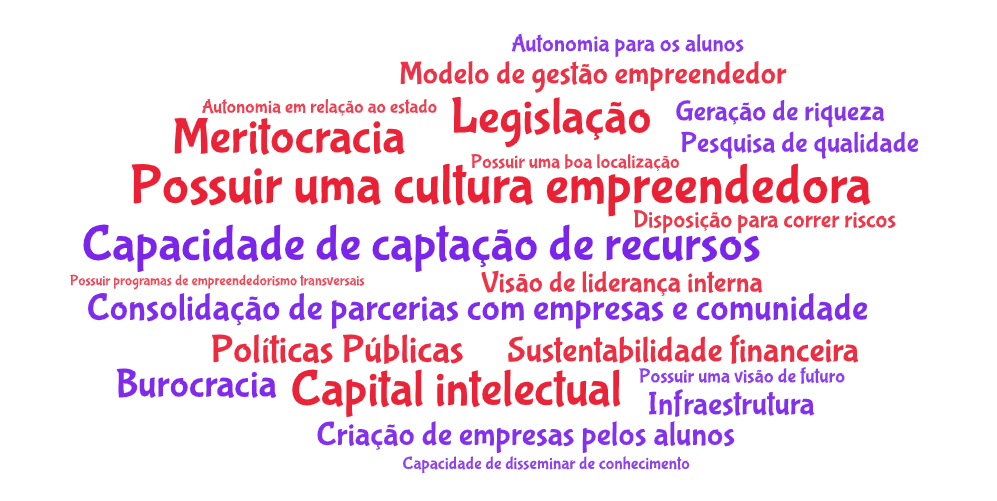 Autonomia para os alunos
Modelo de gestão empreendedor
Autonomia em relação ao estado
Legislação
Geração de riqueza
Meritocracia
Pesquisa de qualidade
Possuir uma boa localização
Possuir uma cultura empreendedora
Disposição para correr riscos
Capacidade de captação de recursos
Possuir programas de empreendedorismo transversais
Visão de liderança interna
Consolidação de parcerias com empresas e comunidade
Políticas Públicas
Sustentabilidade financeira
Burocracia
Capital intelectual
Possuir uma visão de futuro
Infraestrutura
Criação de empresas pelos alunos
Capacidade de disseminar de conhecimento